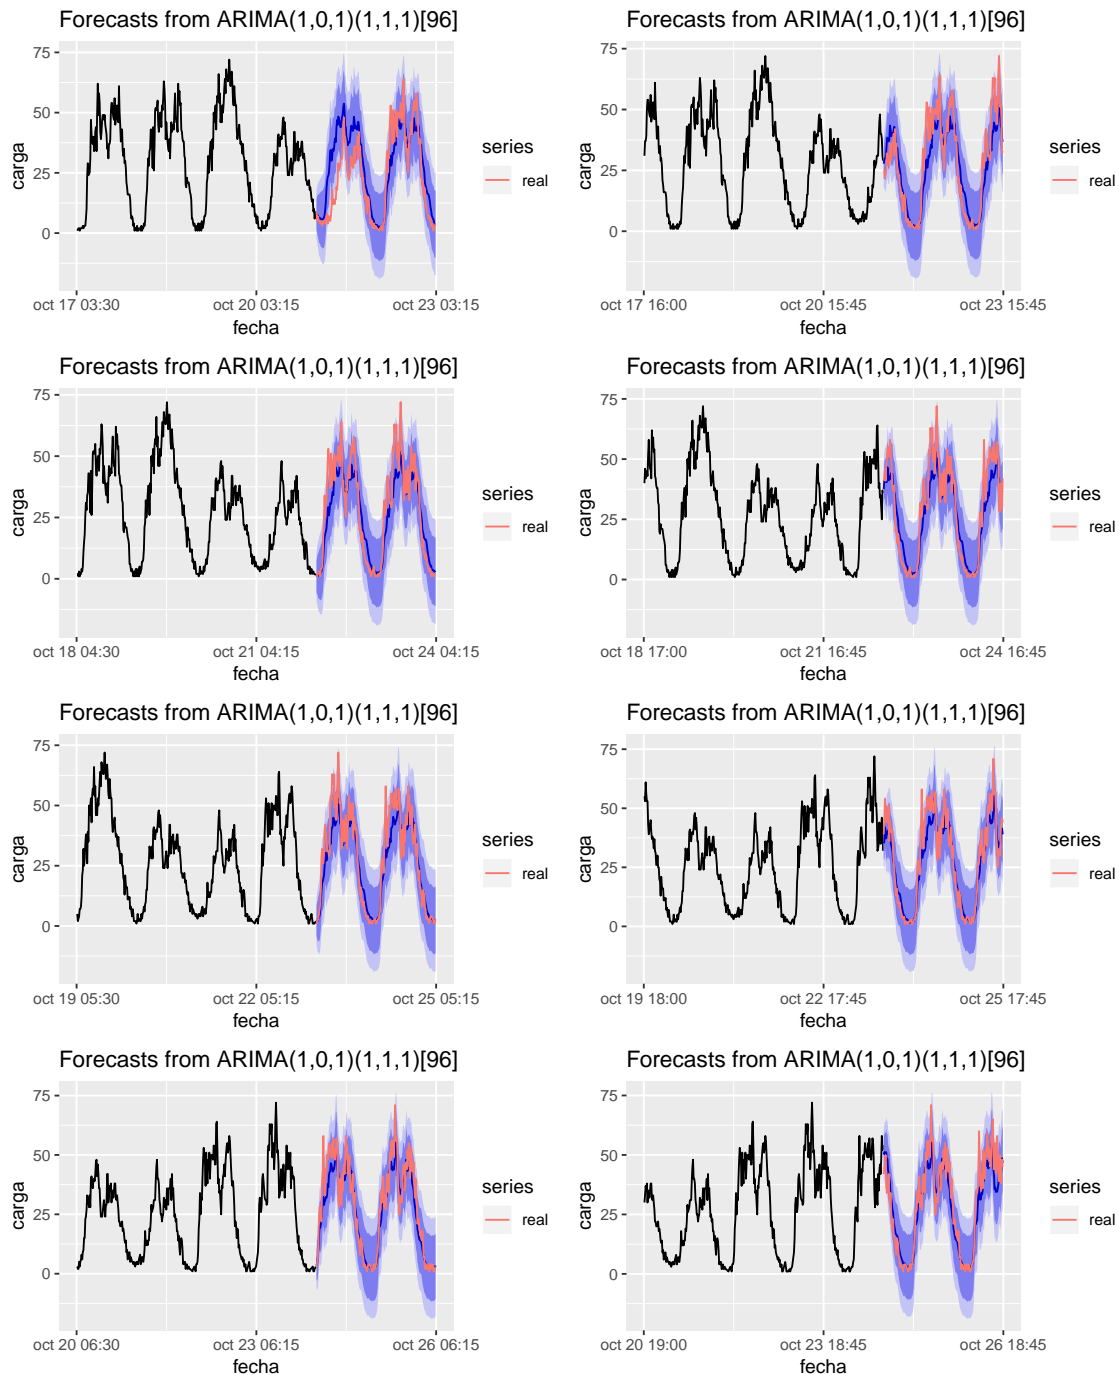 Forecasts from ARIMA(1,0,1)(1,1,1)[96]
75
50
25
0
carga
oct 17 03:30
oct 20 03:15
oct 23 03:15
fecha
series
real
Forecasts from ARIMA(1,0,1)(1,1,1)[96]
75
50
25
0
carga
oct 17 16:00
oct 20 15:45
oct 23 15:45
fecha
series
real
Forecasts from ARIMA(1,0,1)(1,1,1)[96]
75
50
25
0
carga
oct 18 04:30
oct 21 04:15
oct 24 04:15
fecha
series
real
Forecasts from ARIMA(1,0,1)(1,1,1)[96]
75
50
25
0
carga
oct 18 17:00
oct 21 16:45
oct 24 16:45
fecha
series
real
Forecasts from ARIMA(1,0,1)(1,1,1)[96]
75
50
25
0
carga
oct 19 05:30
oct 22 05:15
oct 25 05:15
fecha
series
real
Forecasts from ARIMA(1,0,1)(1,1,1)[96]
75
50
25
0
carga
oct 19 18:00
oct 22 17:45
oct 25 17:45
fecha
series
real
Forecasts from ARIMA(1,0,1)(1,1,1)[96]
75
50
25
0
carga
oct 20 06:30
oct 23 06:15
oct 26 06:15
fecha
series
real
Forecasts from ARIMA(1,0,1)(1,1,1)[96]
75
50
25
0
carga
oct 20 19:00
oct 23 18:45
oct 26 18:45
fecha
series
real